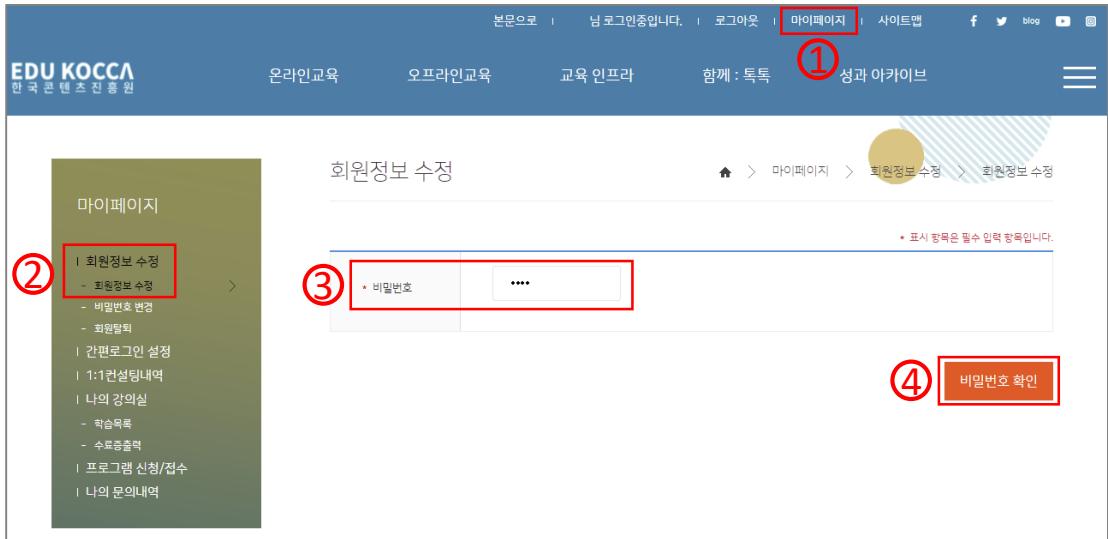 본문으로 | 님 로그인중입니다. | 로그아웃 | 마이페이지 | 사이트맵 blog
①
EDU KOCCA
한국콘텐츠진흥원
온라인교육 오프라인교육 교육 인프라 함께 : 톡톡 성과 아카이브
회원정보 수정
마이페이지 > 회원정보 수정 > 회원정보 수정
마이페이지
* 표시 항목은 필수 입력 항목입니다.
②
| 회원정보 수정
- 회원정보 수정 >
- 비밀번호 변경
- 회원탈퇴
| 간편로그인 설정
| 1:1컨설팅내역
| 나의 강의실
- 학습목록
- 수료증출력
| 프로그램 신청/접수
| 나의 문의내역
③
* 비밀번호 ••••
④
비밀번호 확인